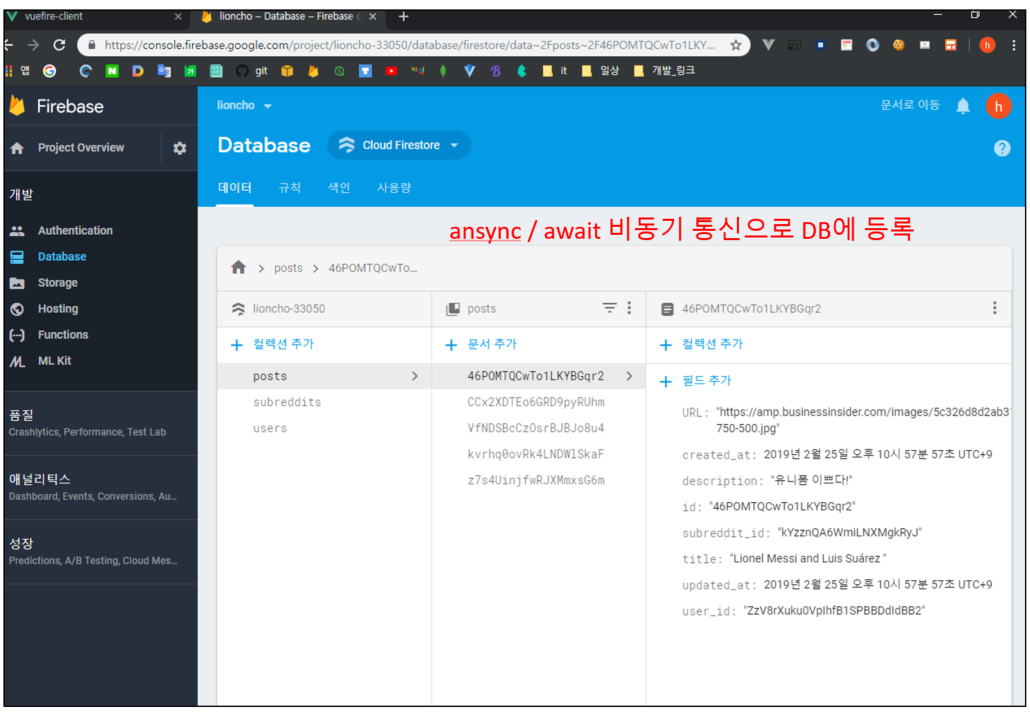 vuefire-client
lioncho – Database – Firebase c
https://console.firebase.google.com/project/lioncho-33050/database/firestore/data~2Fposts~2F46POMTQCwTo1LKY...
앱 git it 일상 개발_링크
Firebase
lioncho
문서로 이동
h
Project Overview
Database
Cloud Firestore
개발
데이터 규칙 색인 사용량
Authentication
Database
Storage
Hosting
Functions
ML Kit
품질
Crashlytics, Performance, Test Lab
애널리틱스
Dashboard, Events, Conversions, Au...
성장
Predictions, A/B Testing, Cloud Mes...
ansync / await 비동기 통신으로 DB에 등록
posts > 46POMTQCwTo...
lioncho-33050
컬렉션 추가
posts
subreddits
users
posts
문서 추가
46POMTQCwTo1LKYBGqr2
CCx2XDTEo6GRD9pyRUhm
VfNDSBcCzOsrBJBJo8u4
kvrhq0ovRk4LNDWlSkaF
z7s4UinjfwRJXMmxsG6m
46POMTQCwTo1LKYBGqr2
컬렉션 추가
필드 추가
URL: "https://amp.businessinsider.com/images/5c326d8d2ab3
750-500.jpg"
created_at: 2019년 2월 25일 오후 10시 57분 57초 UTC+9
description: "유니폼 이쁘다!"
id: "46POMTQCwTo1LKYBGqr2"
subreddit_id: "kYzznQA6WmiLNXMgkRyJ"
title: "Lionel Messi and Luis Suárez "
updated_at: 2019년 2월 25일 오후 10시 57분 57초 UTC+9
user_id: "ZzV8rXuku0VpIhfB1SPBBDdIdBB2"